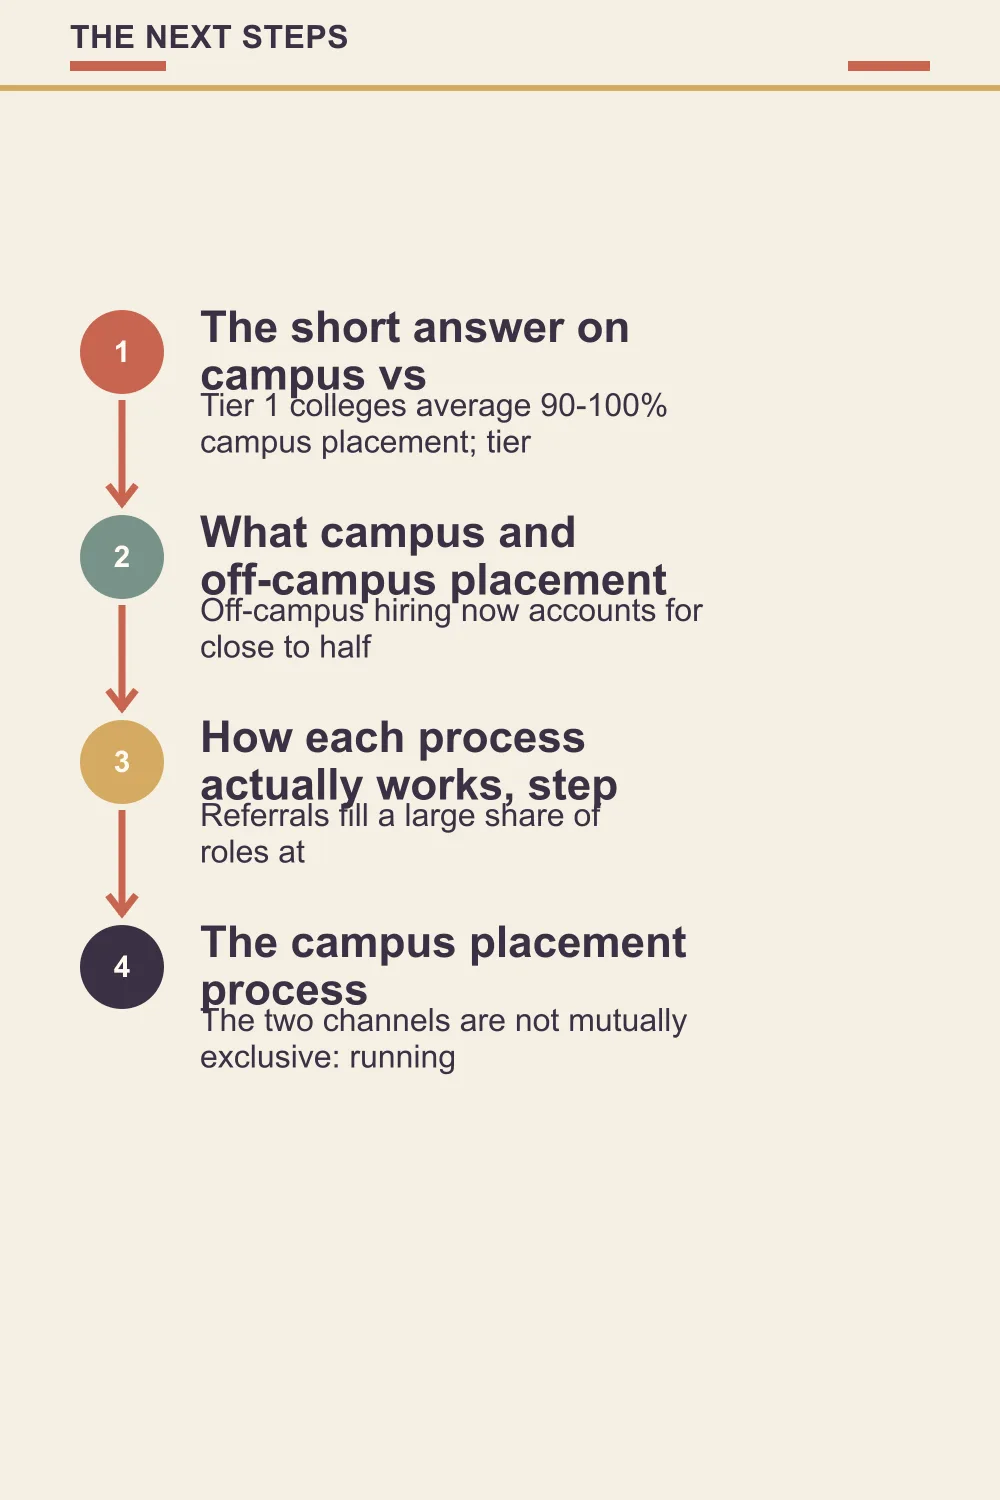 THE NEXT STEPS
1
The short answer on
campus vs
Tier 1 colleges average 90-100%
campus placement; tier
2
What campus and
off-campus placement
Off-campus hiring now accounts for
close to half
3
How each process
actually works, step
Referrals fill a large share of
roles at
4
The campus placement
process
The two channels are not mutually
exclusive: running